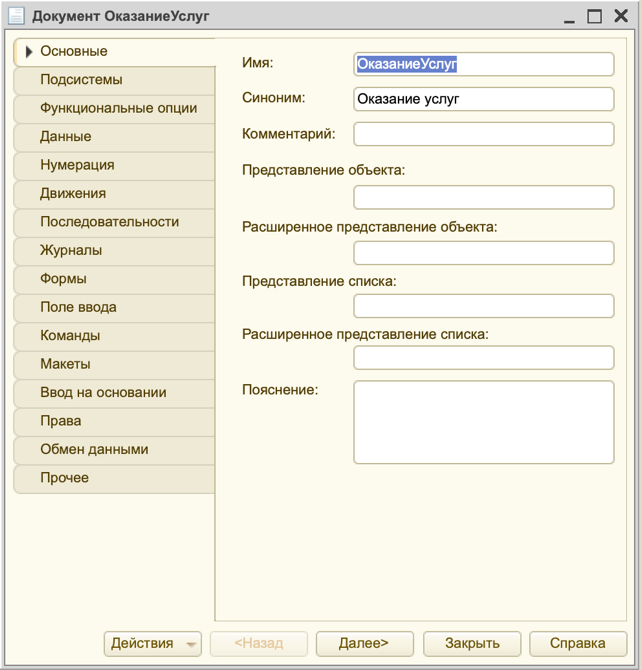 Документ ОказаниеУслуг
Основные
Подсистемы
Функциональные опции
Данные
Нумерация
Движения
Последовательности
Журналы
Формы
Поле ввода
Команды
Макеты
Ввод на основании
Права
Обмен данными
Прочее
Имя: ОказаниеУслуг
Синоним: Оказание услуг
Комментарий:
Представление объекта:
Расширенное представление объекта:
Представление списка:
Расширенное представление списка:
Пояснение:
Действия <Назад Далее> Закрыть Справка